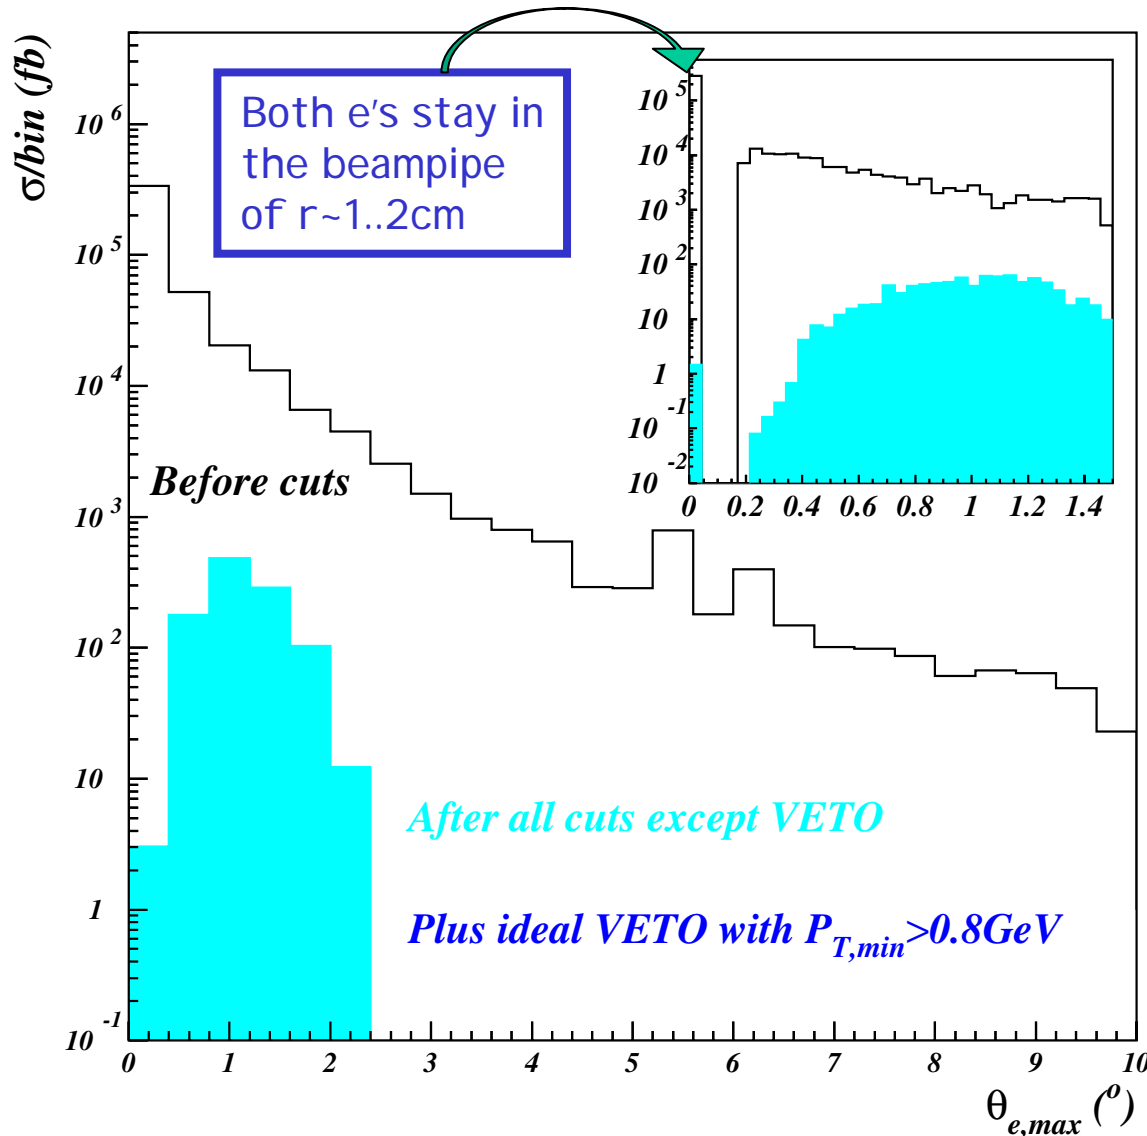 σ/bin (fb)
Both e's stay in
the beampipe
of r~1..2cm
10^6
10^5
10^4
10^3
10^2
10
1
10^-1
10^5
10^4
10^3
10^2
10
1
10^-1
10^-2
0 0.2 0.4 0.6 0.8 1 1.2 1.4
Before cuts
After all cuts except VETO
Plus ideal VETO with P_T,min>0.8GeV
0 1 2 3 4 5 6 7 8 9 10
θ_e,max (^o)